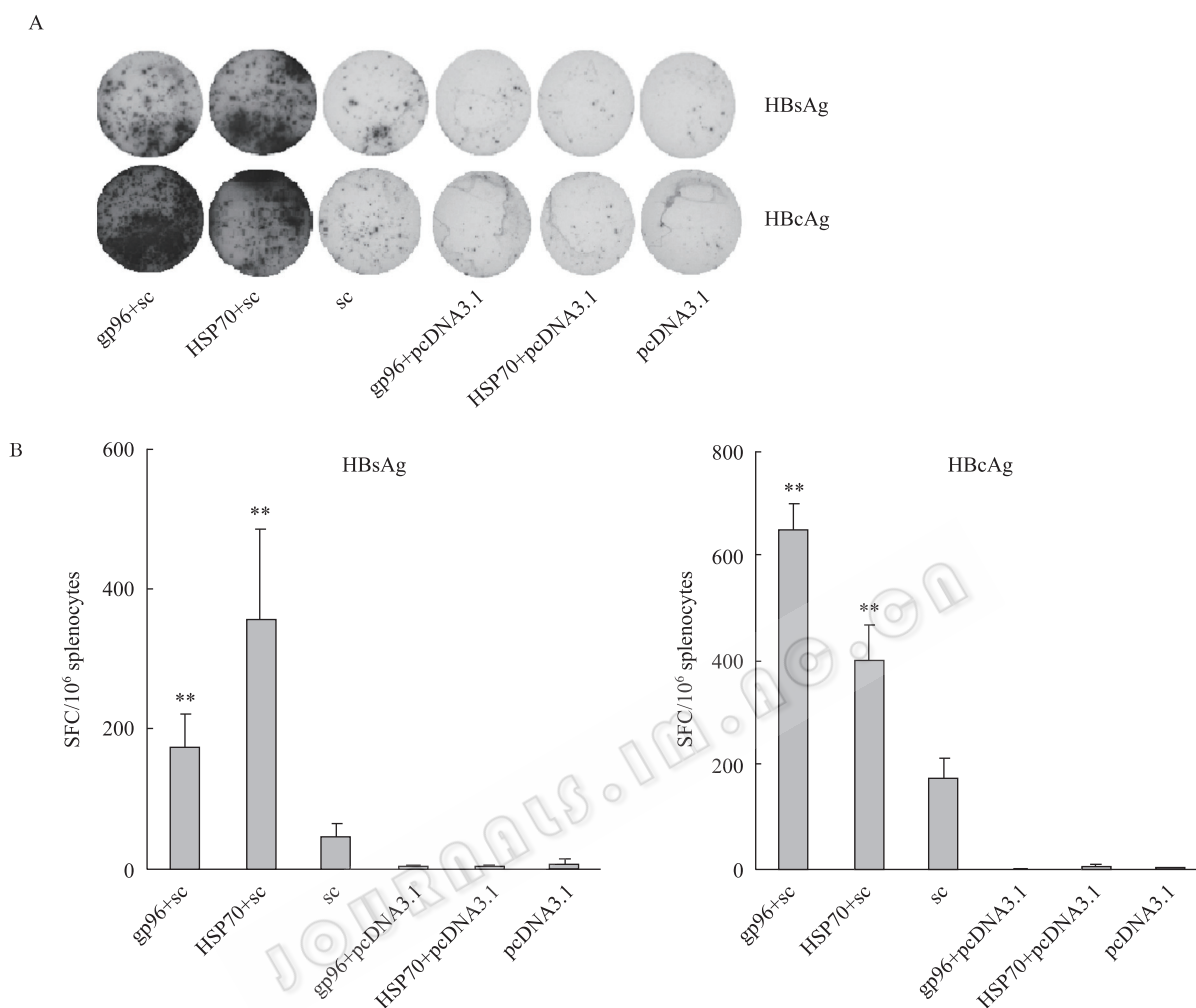 A
HBsAg
HBcAg
gp96+sc
HSP70+sc
sc
gp96+pcDNA3.1
HSP70+pcDNA3.1
pcDNA3.1
B
HBsAg
SFC/10⁶ splenocytes
600
400
200
0
**
**
gp96+sc
HSP70+sc
sc
gp96+pcDNA3.1
HSP70+pcDNA3.1
pcDNA3.1
HBcAg
SFC/10⁶ splenocytes
800
600
400
200
0
**
**
gp96+sc
HSP70+sc
sc
gp96+pcDNA3.1
HSP70+pcDNA3.1
pcDNA3.1
JOURNALS.IM.AC.CN